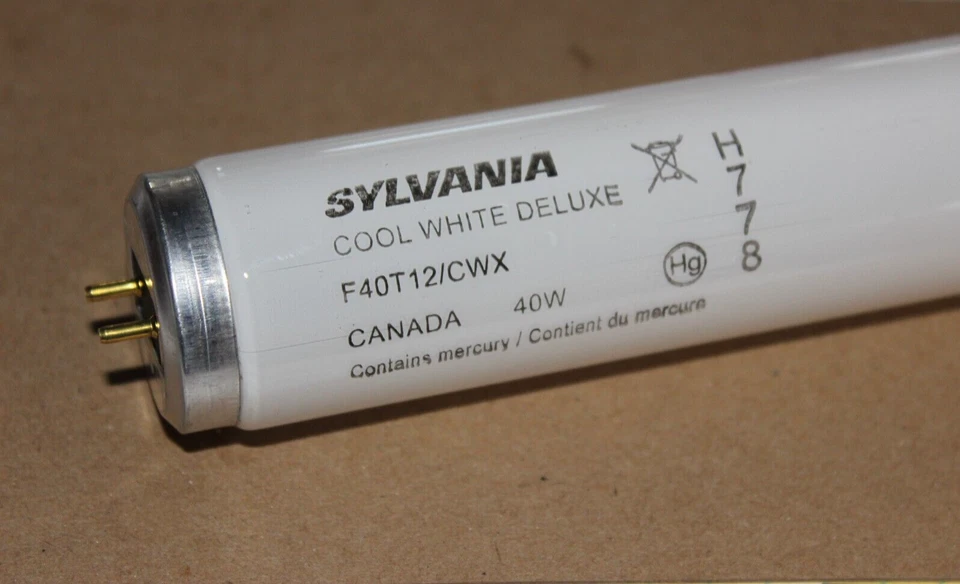 SYLVANIA
COOL WHITE DELUXE
F40T12/CWX
CANADA 40W
Contains mercury / Contient du mercure
Hg
H
7
7
8